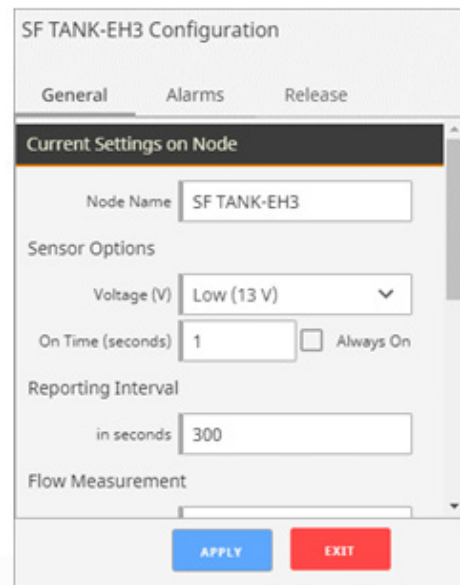 SF TANK-EH3 Configuration
General Alarms Release
Current Settings on Node
Node Name SF TANK-EH3
Sensor Options
Voltage (V) Low (13 V)
On Time (seconds) 1 Always On
Reporting Interval
in seconds 300
Flow Measurement
APPLY EXIT